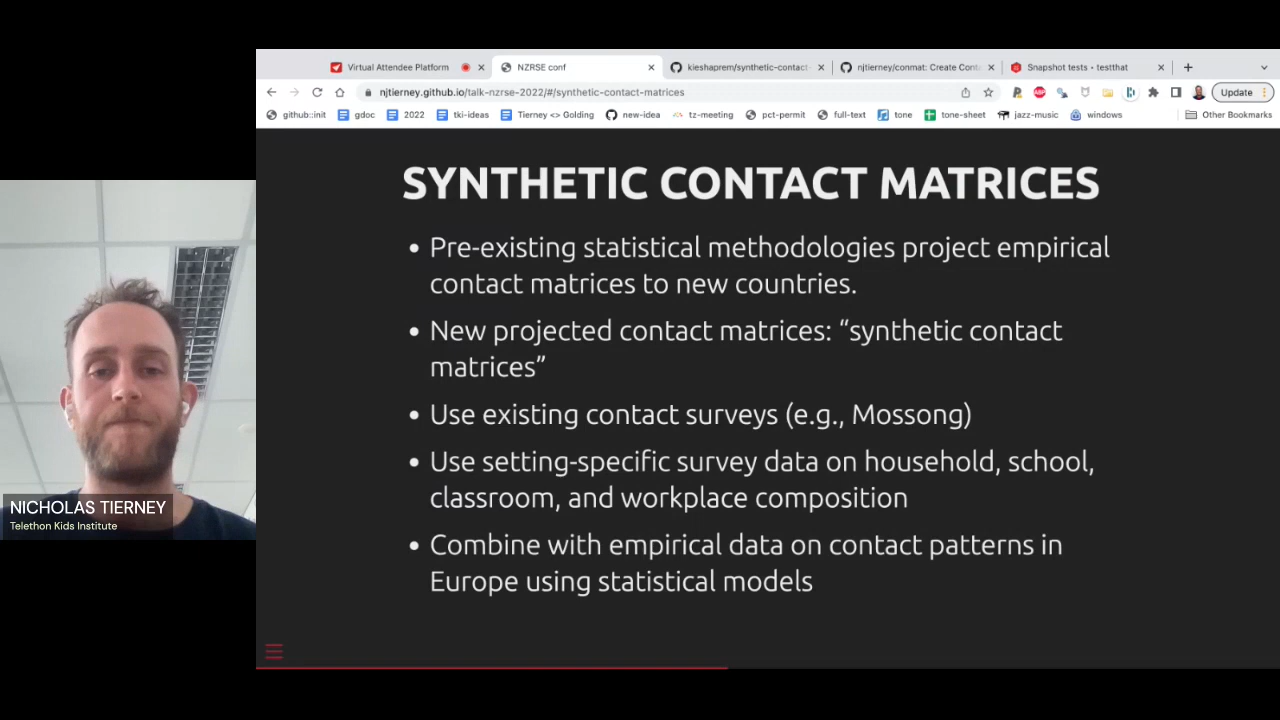 Virtual Attendee Platform
NZRSE conf
kieshaprem/synthetic-contact-
njtierney/conmat: Create Conta
Snapshot tests • testthat
njtierney.github.io/talk-nzrse-2022/#/synthetic-contact-matrices
Update
github::init
gdoc
2022
tki-ideas
Tierney <> Golding
new-idea
tz-meeting
pct-permit
full-text
tone
tone-sheet
jazz-music
windows
Other Bookmarks
SYNTHETIC CONTACT MATRICES
• Pre-existing statistical methodologies project empirical
contact matrices to new countries.
• New projected contact matrices: “synthetic contact
matrices”
• Use existing contact surveys (e.g., Mossong)
• Use setting-specific survey data on household, school,
classroom, and workplace composition
• Combine with empirical data on contact patterns in
Europe using statistical models
NICHOLAS TIERNEY
Telethon Kids Institute